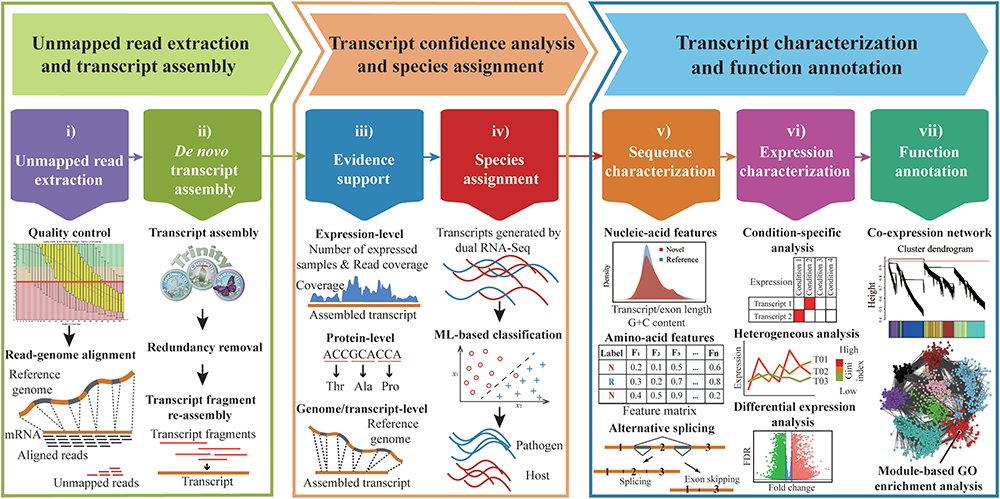 Unmapped read extraction
and transcript assembly
Transcript confidence analysis
and species assignment
Transcript characterization
and function annotation
i)
Unmapped read
extraction
ii)
De novo
transcript
assembly
iii)
Evidence
support
iv)
Species
assignment
v)
Sequence
characterization
vi)
Expression
characterization
vii)
Function
annotation
Quality control
Read-genome alignment
Reference
genome
mRNA
Aligned reads
Unmapped reads
Transcript assembly
Trinity
Redundancy removal
Transcript fragment
re-assembly
Transcript fragments
Transcript
Expression-level
Number of expressed
samples & Read coverage
Coverage
Assembled transcript
Protein-level
ACCGCACCA
Thr Ala Pro
Genome/transcript-level
Reference
genome
Assembled transcript
Transcripts generated by
dual RNA-Seq
ML-based classification
x₁
x₂
Pathogen
Host
Nucleic-acid features
Novel
Reference
Density
Transcript/exon length
G+C content
Amino-acid features
Label F₁ F₂ F₃ ... Fn
N 0.2 0.1 0.5 ... 0.6
R 0.3 0.2 0.7 ... 0.8
N 0.4 0.5 0.9 ... 0.2
Feature matrix
Alternative splicing
1 2 3
1 2 3
Splicing
Exon skipping
1 3
Condition-specific
analysis
Condition 1
Condition 2
Condition 3
Condition 4
Expression
Transcript 1
Transcript 2
Heterogeneous analysis
Expression
T01
T02
T03
High
Gini
index
Low
Differential expression
analysis
FDR
Fold change
Co-expression network
Cluster dendrogram
Height
Module-based GO
enrichment analysis